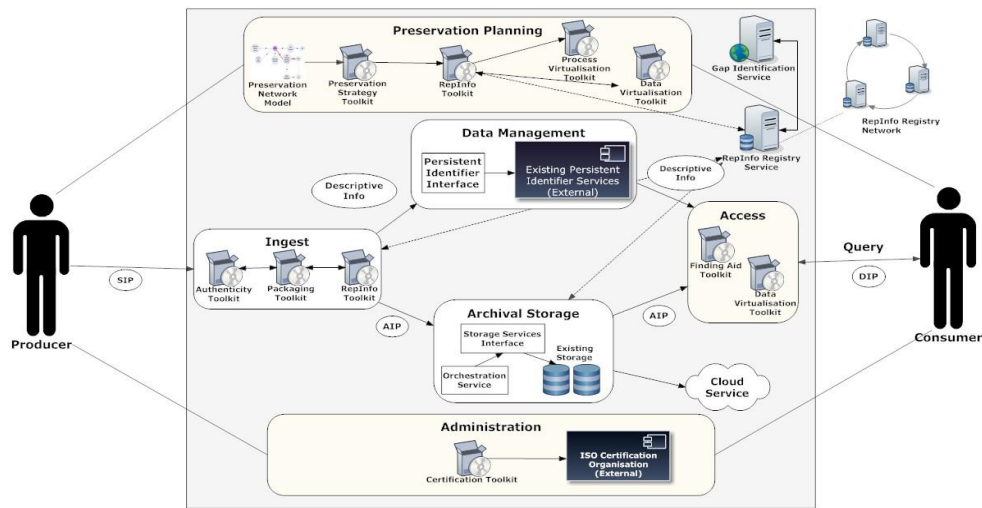 Preservation Planning
Preservation
Network
Model
Preservation
Strategy
Toolkit
RepInfo
Toolkit
Process
Virtualisation
Toolkit
Data
Virtualisation
Toolkit
Gap Identification
Service
RepInfo Registry
Network
RepInfo Registry
Service
Data Management
Persistent
Identifier
Interface
Existing Persistent
Identifier Services
(External)
Descriptive
Info
Descriptive
Info
Ingest
Authenticity
Toolkit
Packaging
Toolkit
RepInfo
Toolkit
SIP
Producer
AIP
Archival Storage
Storage Services
Interface
Orchestration
Service
Existing
Storage
AIP
Cloud
Service
Access
Finding Aid
Toolkit
Data
Virtualisation
Toolkit
Query
DIP
Consumer
Administration
Certification Toolkit
ISO Certification
Organisation
(External)